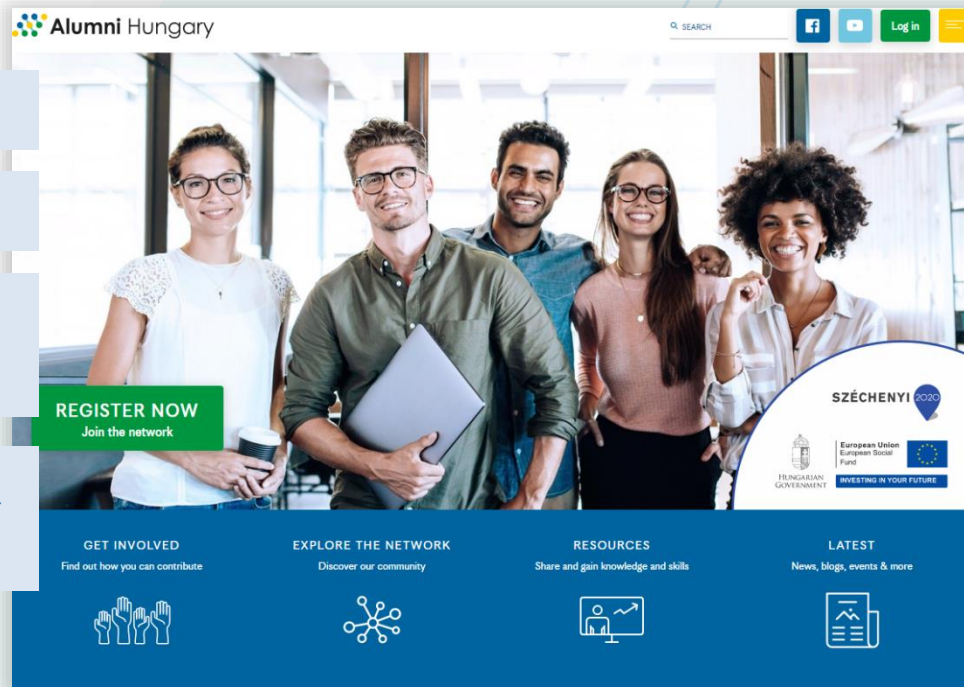 Alumni Hungary
SEARCH
Log in
REGISTER NOW
Join the network
SZÉCHENYI 2020
HUNGARIAN
GOVERNMENT
European Union
European Social
Fund
INVESTING IN YOUR FUTURE
GET INVOLVED
Find out how you can contribute
EXPLORE THE NETWORK
Discover our community
RESOURCES
Share and gain knowledge and skills
LATEST
News, blogs, events & more